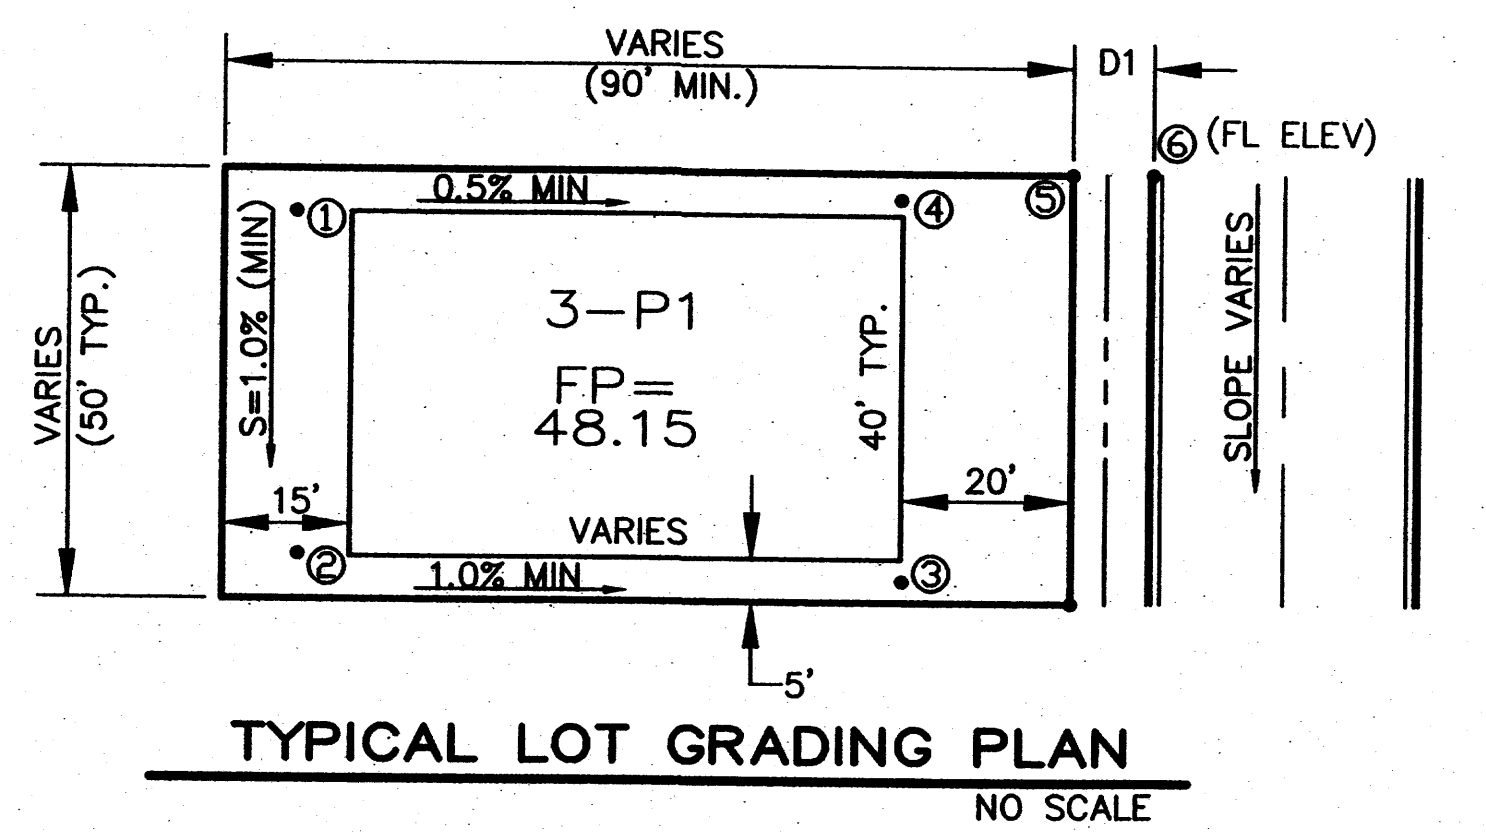 VARIES
(90' MIN.)
D1
⑥ (FL ELEV)
0.5% MIN
①
④
⑤
S=1.0% (MIN)
VARIES
(50' TYP.)
3-P1
FP=
48.15
40' TYP.
SLOPE VARIES
15'
20'
VARIES
②
③
1.0% MIN
5'
TYPICAL LOT GRADING PLAN
NO SCALE